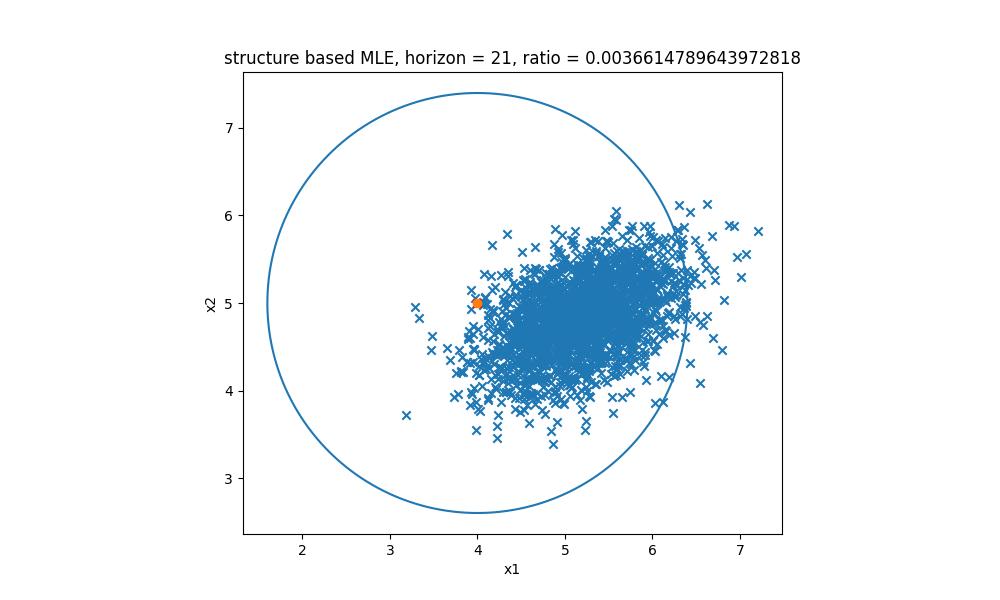 structure based MLE, horizon = 21, ratio = 0.0036614789643972818
7
6
5
4
3
x2
2 3 4 5 6 7
x1